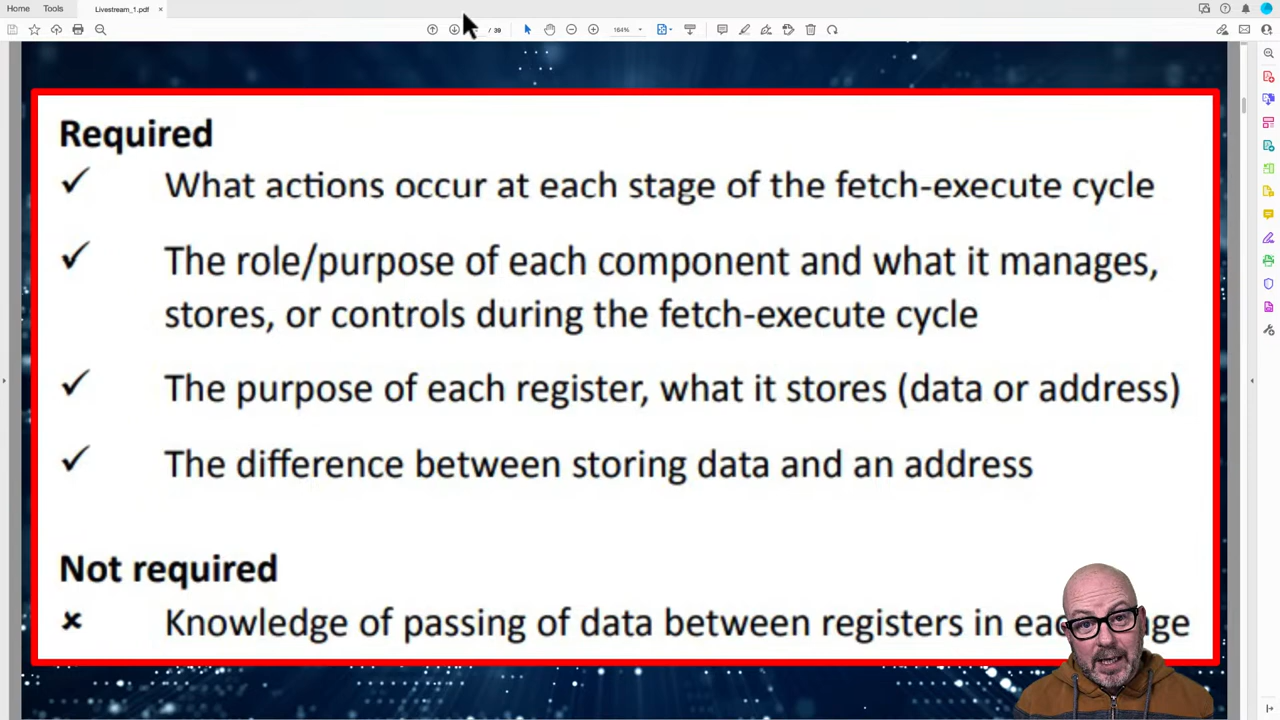 Home Tools Livestream_1.pdf ×
/ 39 164%
Required
✓ What actions occur at each stage of the fetch-execute cycle
✓ The role/purpose of each component and what it manages,
stores, or controls during the fetch-execute cycle
✓ The purpose of each register, what it stores (data or address)
✓ The difference between storing data and an address
Not required
× Knowledge of passing of data between registers in